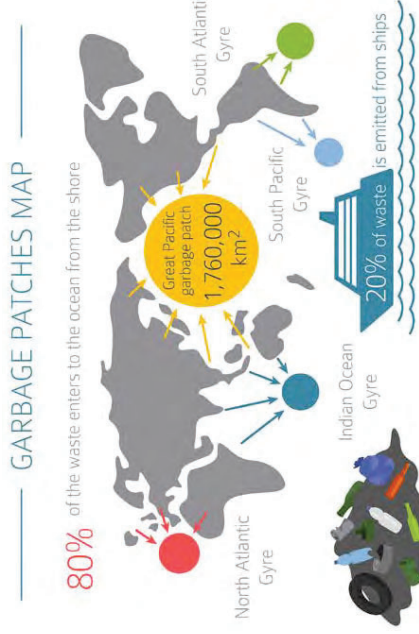 GARBAGE PATCHES MAP
80% of the waste enters to the ocean from the shore
North Atlantic
Gyre
Great Pacific
garbage patch
1,760,000
km²
South Atlanti
Gyre
South Pacific
Gyre
Indian Ocean
Gyre
20% of waste is emitted from ships